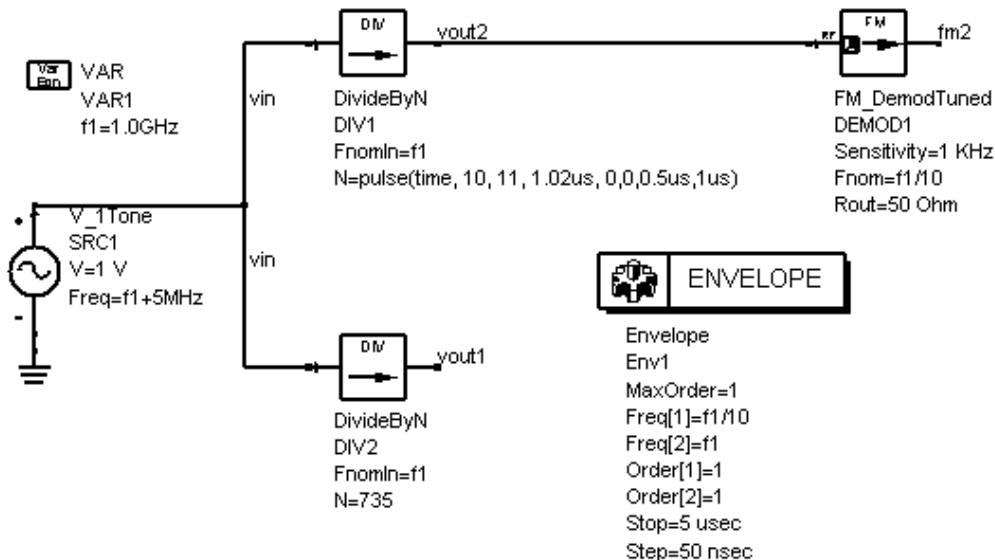 DIV
vout2
RF
FM
fm2
Var
Eqn
VAR
VAR1
f1=1.0GHz
vin
DivideByN
DIV1
FnomIn=f1
N=pulse(time, 10, 11, 1.02us, 0,0,0.5us,1us)
FM_DemodTuned
DEMOD1
Sensitivity=1 KHz
Fnom=f1/10
Rout=50 Ohm
V_1Tone
SRC1
V=1 V
Freq=f1+5MHz
vin
DIV
vout1
DivideByN
DIV2
FnomIn=f1
N=735
ENVELOPE
Envelope
Env1
MaxOrder=1
Freq[1]=f1/10
Freq[2]=f1
Order[1]=1
Order[2]=1
Stop=5 usec
Step=50 nsec